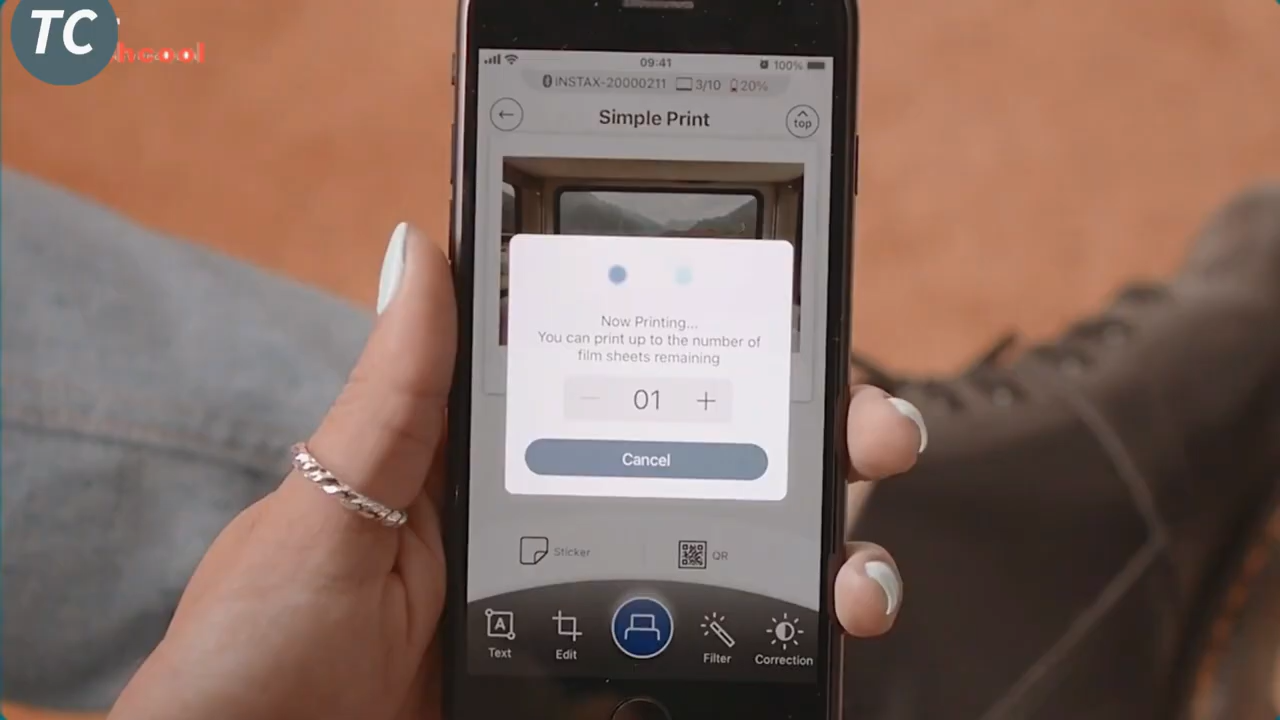 TC
hcool
09:41
100%
INSTAX-20000211 3/10 20%
Simple Print
top
Now Printing...
You can print up to the number of
film sheets remaining
01
Cancel
Sticker
QR
A
Text
Edit
Filter
Correction